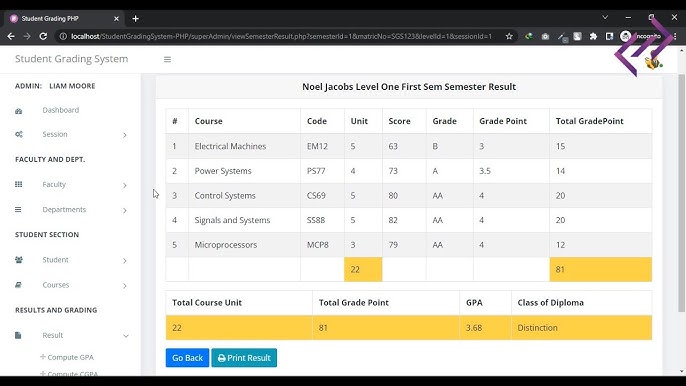 Student Grading PHP
localhost/StudentGradingSystem-PHP/superAdmin/viewSemesterResult.php?semesterId=1&matricNo=SGS123&levelId=1&sessionId=1
Incognito
Student Grading System
ADMIN: LIAM MOORE
Dashboard
Session
FACULTY AND DEPT.
Faculty
Departments
STUDENT SECTION
Student
Courses
RESULTS AND GRADING
Result
Compute GPA
Compute CGPA
Noel Jacobs Level One First Sem Semester Result
# Course Code Unit Score Grade Grade Point Total GradePoint
1 Electrical Machines EM12 5 63 B 3 15
2 Power Systems PS77 4 73 A 3.5 14
3 Control Systems CS69 5 80 AA 4 20
4 Signals and Systems SS88 5 82 AA 4 20
5 Microprocessors MCP8 3 79 AA 4 12
22 81
Total Course Unit Total Grade Point GPA Class of Diploma
22 81 3.68 Distinction
Go Back Print Result